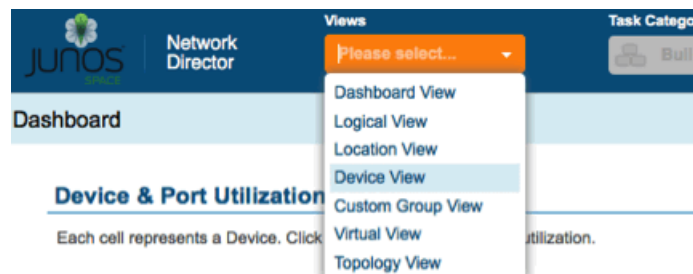 Views
Task Catego
JUNOS
SPACE
Network
Director
Please select...
Buil
Dashboard
Dashboard View
Logical View
Location View
Device View
Custom Group View
Virtual View
Topology View
Device & Port Utilization
Each cell represents a Device. Click
utilization.